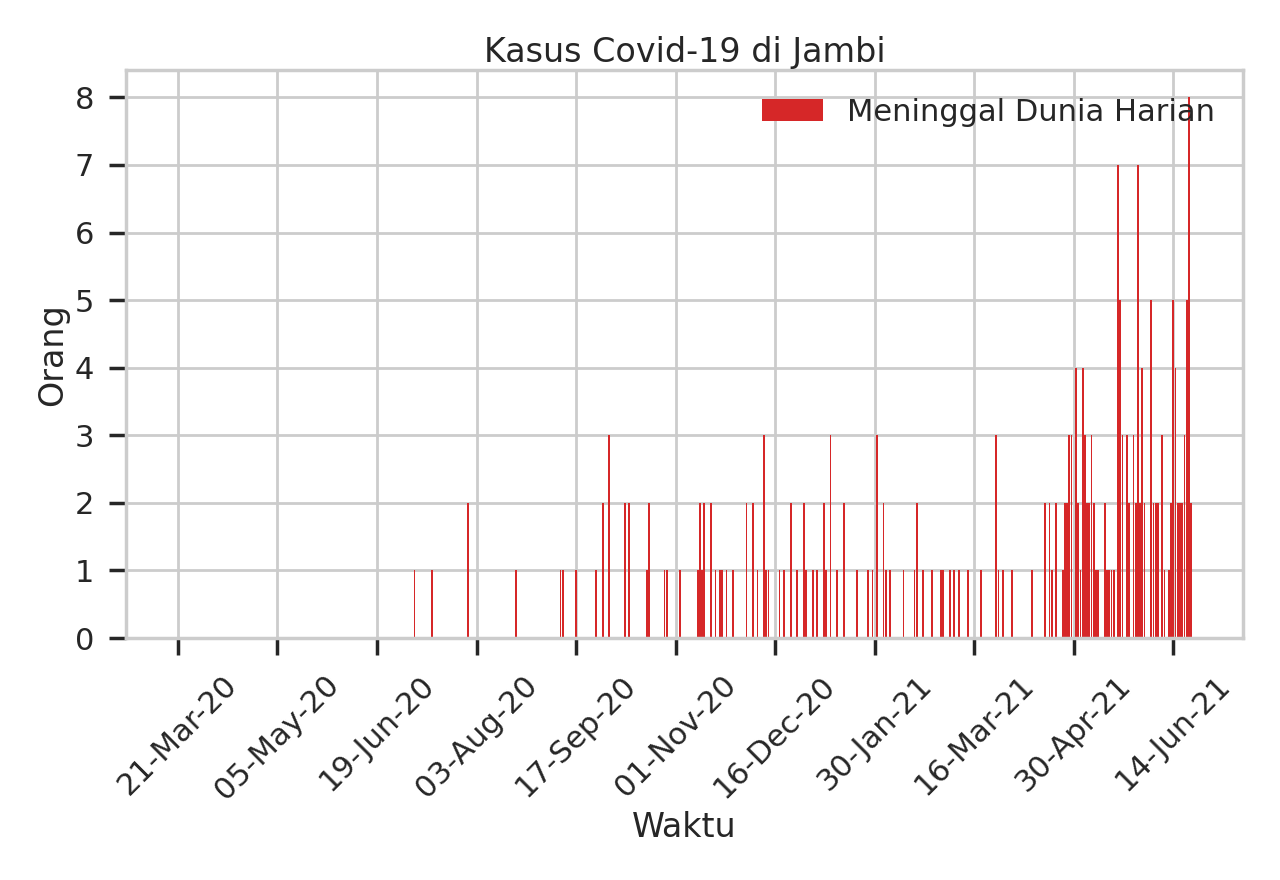 Kasus Covid-19 di Jambi
Meninggal Dunia Harian
Orang
8
7
6
5
4
3
2
1
0
21-Mar-20
05-May-20
19-Jun-20
03-Aug-20
17-Sep-20
01-Nov-20
16-Dec-20
30-Jan-21
16-Mar-21
30-Apr-21
14-Jun-21
Waktu